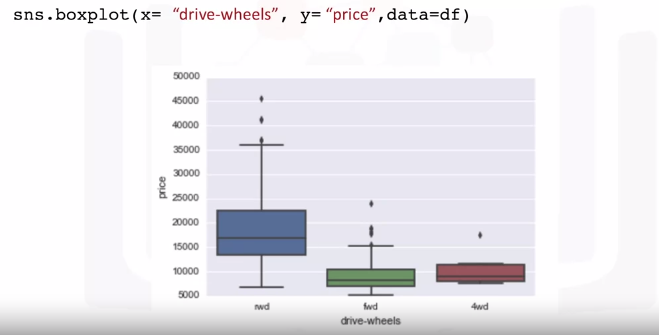 sns.boxplot(x= “drive-wheels”, y= “price”,data=df)
50000
45000
40000
35000
30000
25000
20000
15000
10000
5000
price
rwd
fwd
4wd
drive-wheels